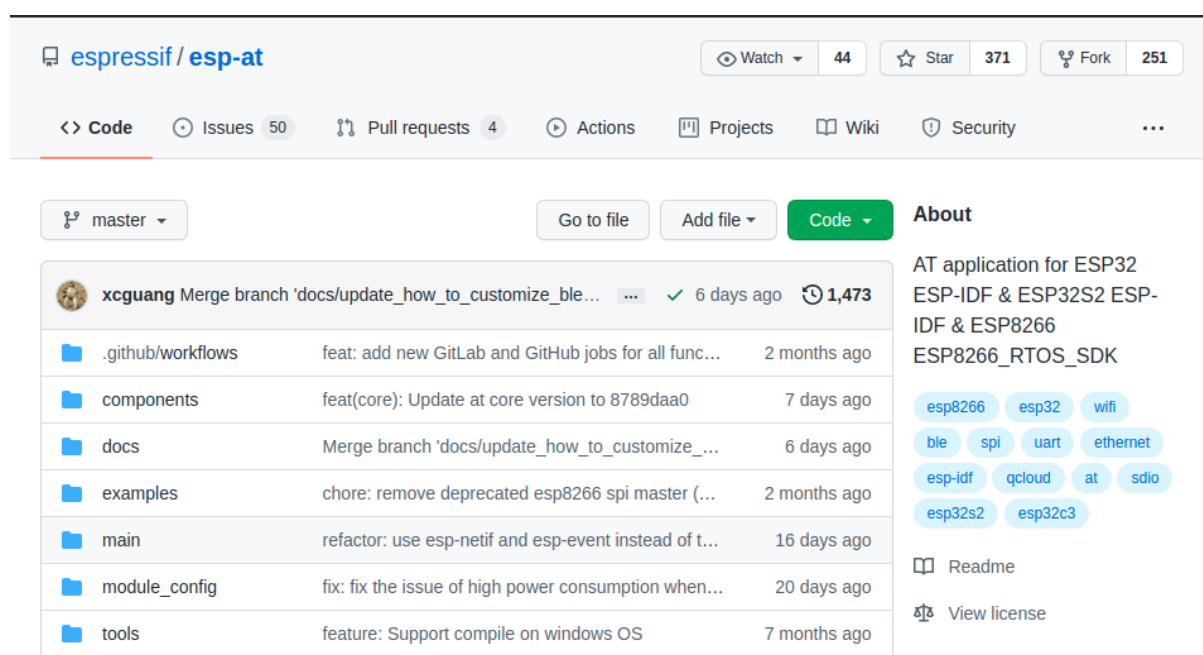 espressif / esp-at
Watch 44 Star 371 Fork 251
Code Issues 50 Pull requests 4 Actions Projects Wiki Security ...
master Go to file Add file Code
xcguang Merge branch 'docs/update_how_to_customize_ble... ... 6 days ago 1,473
.github/workflows feat: add new GitLab and GitHub jobs for all func... 2 months ago
components feat(core): Update at core version to 8789daa0 7 days ago
docs Merge branch 'docs/update_how_to_customize_... 6 days ago
examples chore: remove deprecated esp8266 spi master (... 2 months ago
main refactor: use esp-netif and esp-event instead of t... 16 days ago
module_config fix: fix the issue of high power consumption when... 20 days ago
tools feature: Support compile on windows OS 7 months ago
About
AT application for ESP32
ESP-IDF & ESP32S2 ESP-
IDF & ESP8266
ESP8266_RTOS_SDK
esp8266 esp32 wifi
ble spi uart ethernet
esp-idf qcloud at sdio
esp32s2 esp32c3
Readme
View license